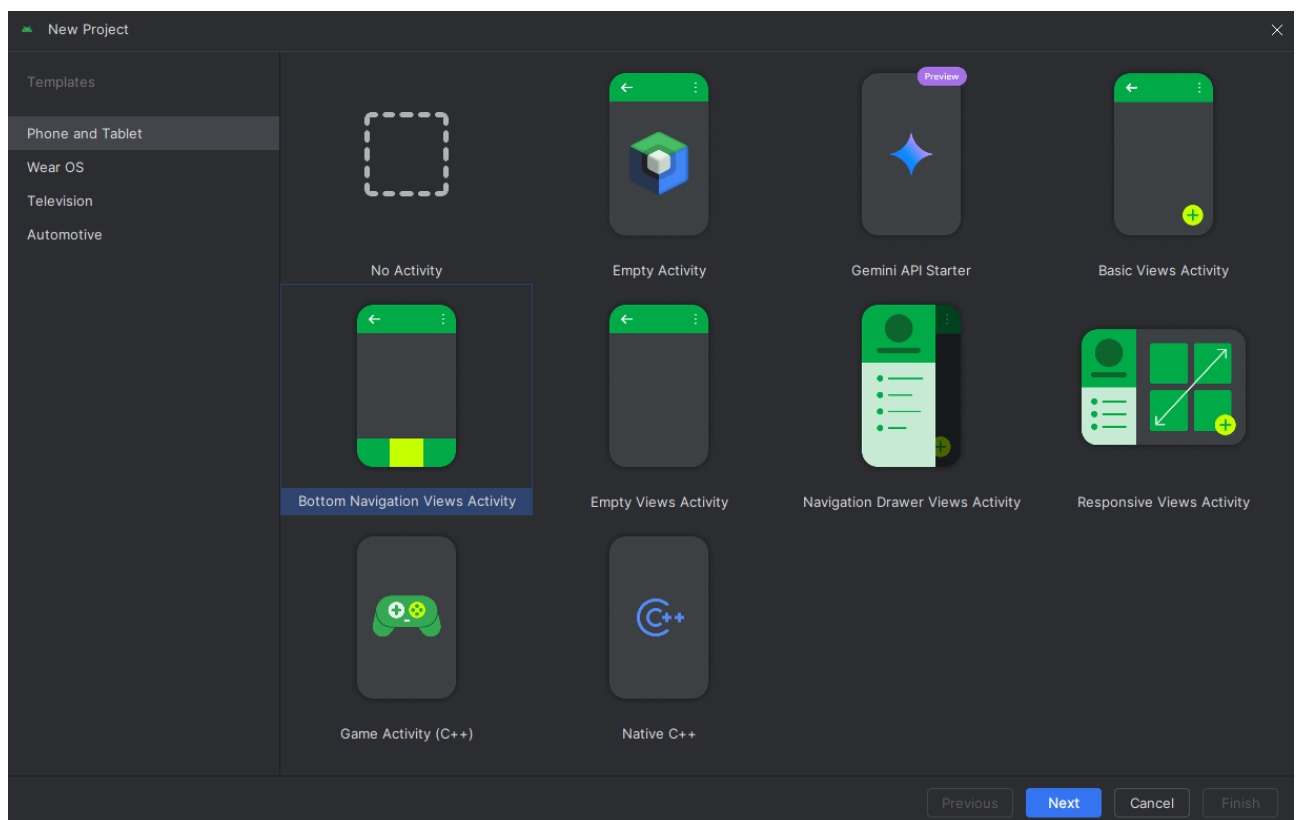 New Project
Templates
Phone and Tablet
Wear OS
Television
Automotive
Preview
No Activity
Empty Activity
Gemini API Starter
Basic Views Activity
Bottom Navigation Views Activity
Empty Views Activity
Navigation Drawer Views Activity
Responsive Views Activity
C++
Game Activity (C++)
Native C++
Previous
Next
Cancel
Finish